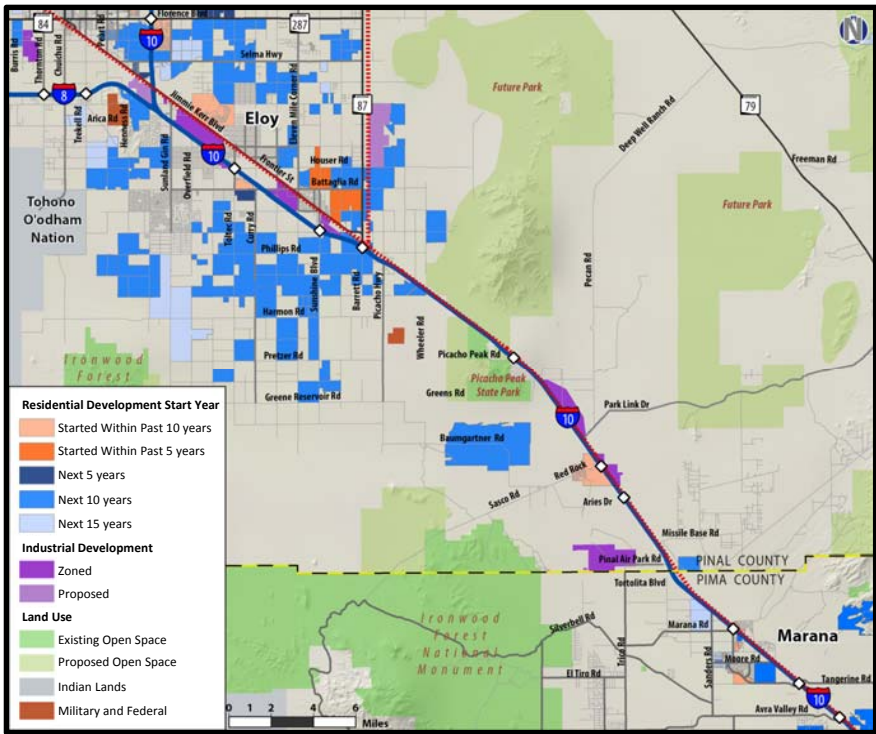 84
Florence Blvd
287
N
10
Burris Rd
Thornton Rd
Chuichu Rd
Peart Rd
Selma Hwy
8
Trekell Rd
Arica Rd
Henness Rd
Jimmie Kerr Blvd
Eleven Mile Corner Rd
87
Eloy
Future Park
Deep Well Ranch Rd
79
Freeman Rd
Sunland Gin Rd
Overfield Rd
10
Frontier St
Houser Rd
Battaglia Rd
Tohono
O'odham
Nation
Toltec Rd
Curry Rd
Phillips Rd
Sunshine Blvd
Barrett Rd
Picacho Hwy
Future Park
Pecan Rd
Harmon Rd
Wheeler Rd
Pretzer Rd
Picacho Peak Rd
Ironwood
Forest
Picacho Peak
State Park
Greene Reservoir Rd
Greens Rd
Park Link Dr
10
Baumgartner Rd
Red Rock
Sasco Rd
Aries Dr
Missile Base Rd
Pinal Air Park Rd
PINAL COUNTY
PIMA COUNTY
Tortolita Blvd
Ironwood
Forest
National
Monument
Silverbell Rd
Trico Rd
Marana Rd
Marana
Sanders Rd
Moore Rd
El Tiro Rd
Tangerine Rd
10
Avra Valley Rd
Residential Development Start Year
Started Within Past 10 years
Started Within Past 5 years
Next 5 years
Next 10 years
Next 15 years
Industrial Development
Zoned
Proposed
Land Use
Existing Open Space
Proposed Open Space
Indian Lands
Military and Federal
0 1 2 4 6
Miles